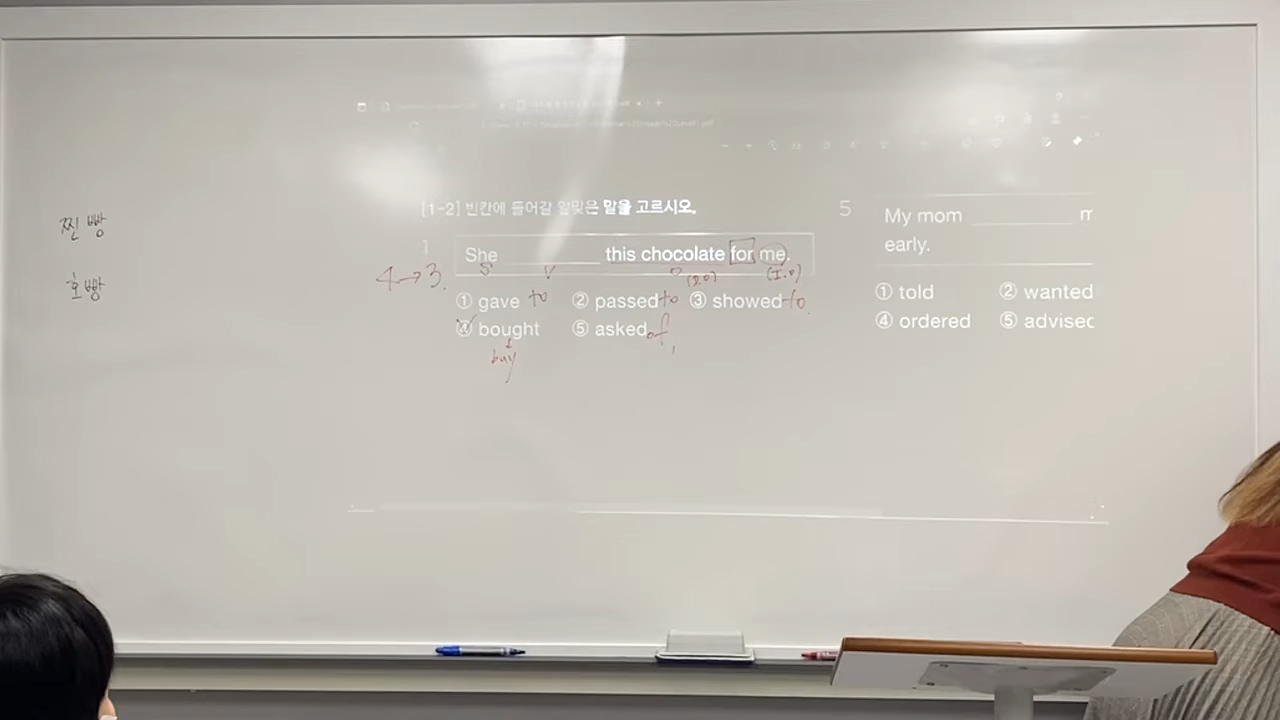 찐빵
호빵
[1-2] 빈칸에 들어갈 알맞은 말을 고르시오.
1
She ________ this chocolate for me.
4→3.
S V O (D.O) (I.O)
① gave to ② passed to ③ showed to.
④ bought ⑤ asked of,
buy
5
My mom ________ m
early.
① told ② wanted
④ ordered ⑤ advised